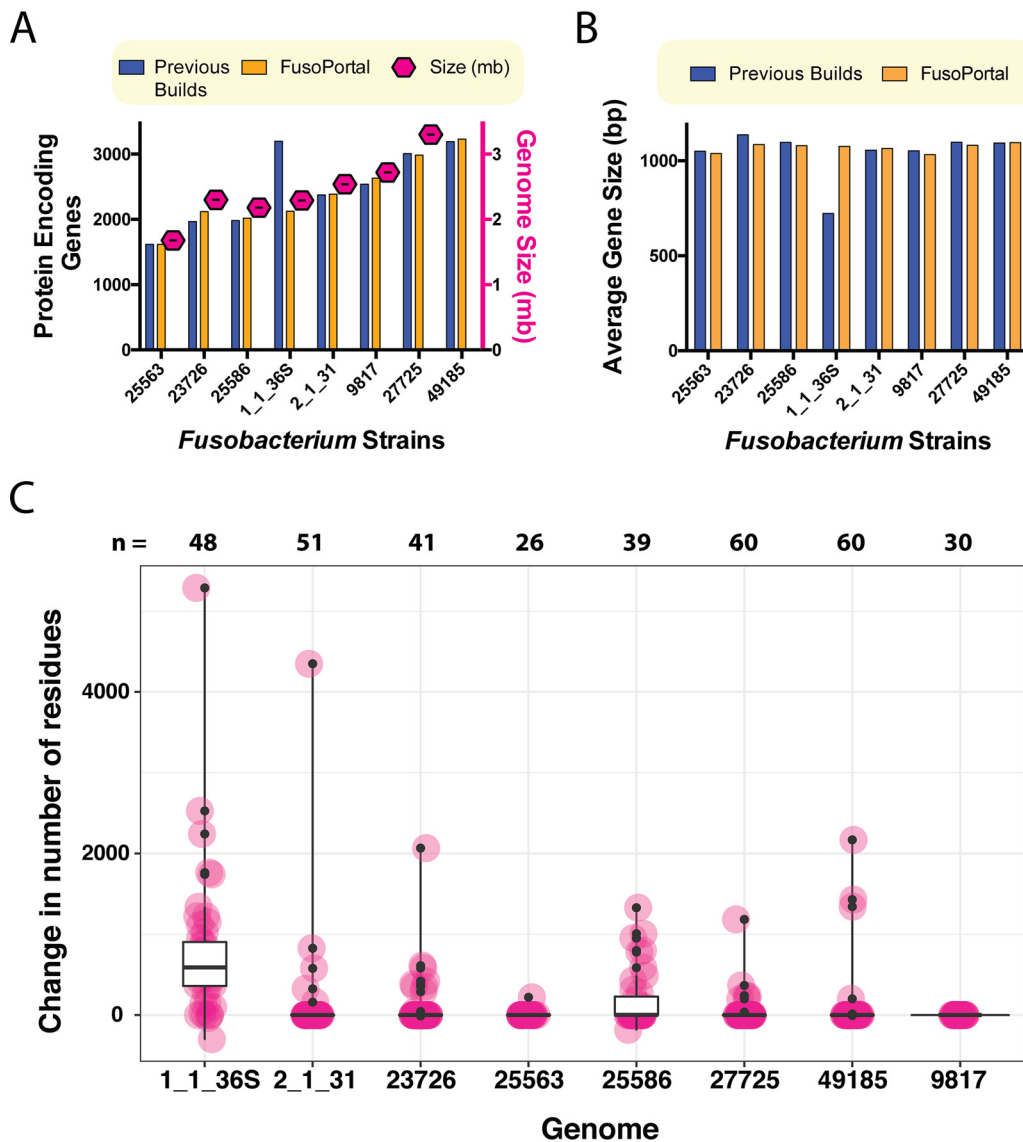 A
Previous Builds
FusoPortal
Size (mb)
Protein Encoding Genes
3000
2000
1000
0
Genome Size (mb)
3
2
1
0
25563
23726
25586
1_1_36S
2_1_31
9817
27725
49185
Fusobacterium Strains
B
Previous Builds
FusoPortal
Average Gene Size (bp)
1000
500
0
25563
23726
25586
1_1_36S
2_1_31
9817
27725
49185
Fusobacterium Strains
C
n = 48 51 41 26 39 60 60 30
Change in number of residues
4000
2000
0
1_1_36S 2_1_31 23726 25563 25586 27725 49185 9817
Genome